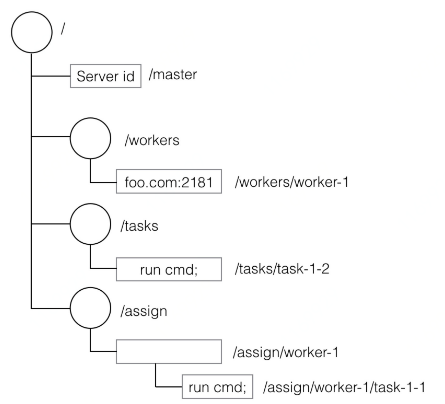 /
Server id /master
/workers
foo.com:2181 /workers/worker-1
/tasks
run cmd; /tasks/task-1-2
/assign
/assign/worker-1
run cmd; /assign/worker-1/task-1-1